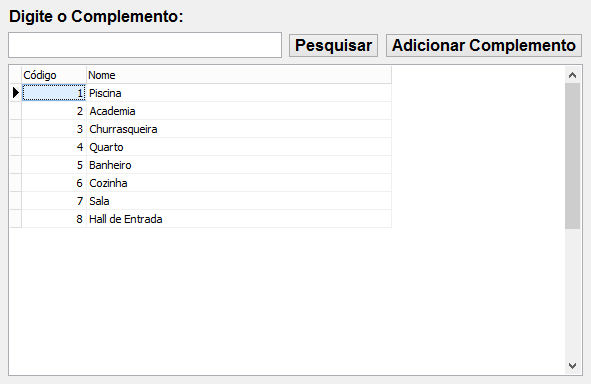 Digite o Complemento:
Pesquisar Adicionar Complemento
Código Nome
1 Piscina
2 Academia
3 Churrasqueira
4 Quarto
5 Banheiro
6 Cozinha
7 Sala
8 Hall de Entrada